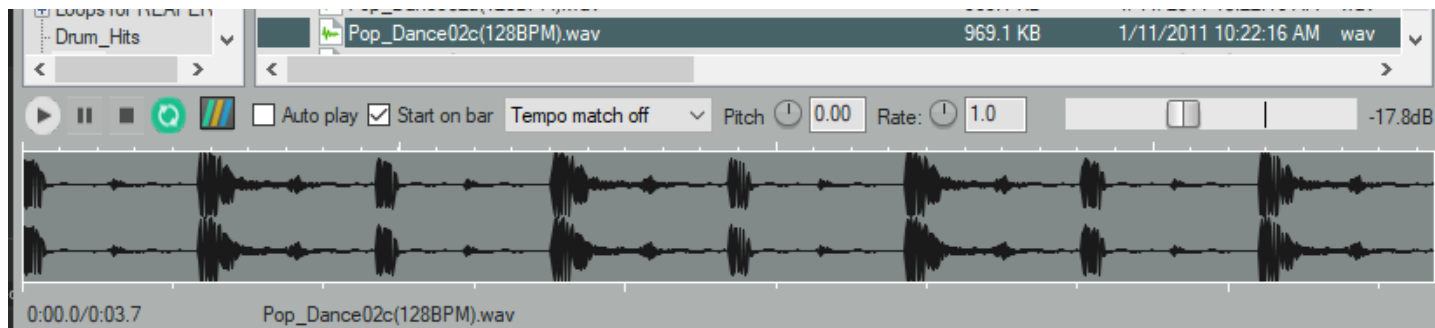 Drum_Hits
Pop_Dance02c(128BPM).wav 969.1 KB 1/11/2011 10:22:16 AM wav
Auto play Start on bar Tempo match off Pitch 0.00 Rate: 1.0 -17.8dB
0:00.0/0:03.7 Pop_Dance02c(128BPM).wav